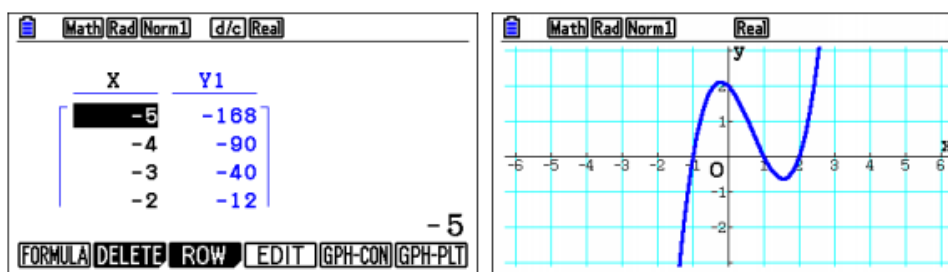 Math Rad Norm1 d/c Real
X Y1
-5 -168
-4 -90
-3 -40
-2 -12
-5
FORMULA DELETE ROW EDIT GPH-CON GPH-PLT
Math Rad Norm1 Real
y
2
1
x
-6 -5 -4 -3 -2 -1 O 1 2 3 4 5 6
-1
-2